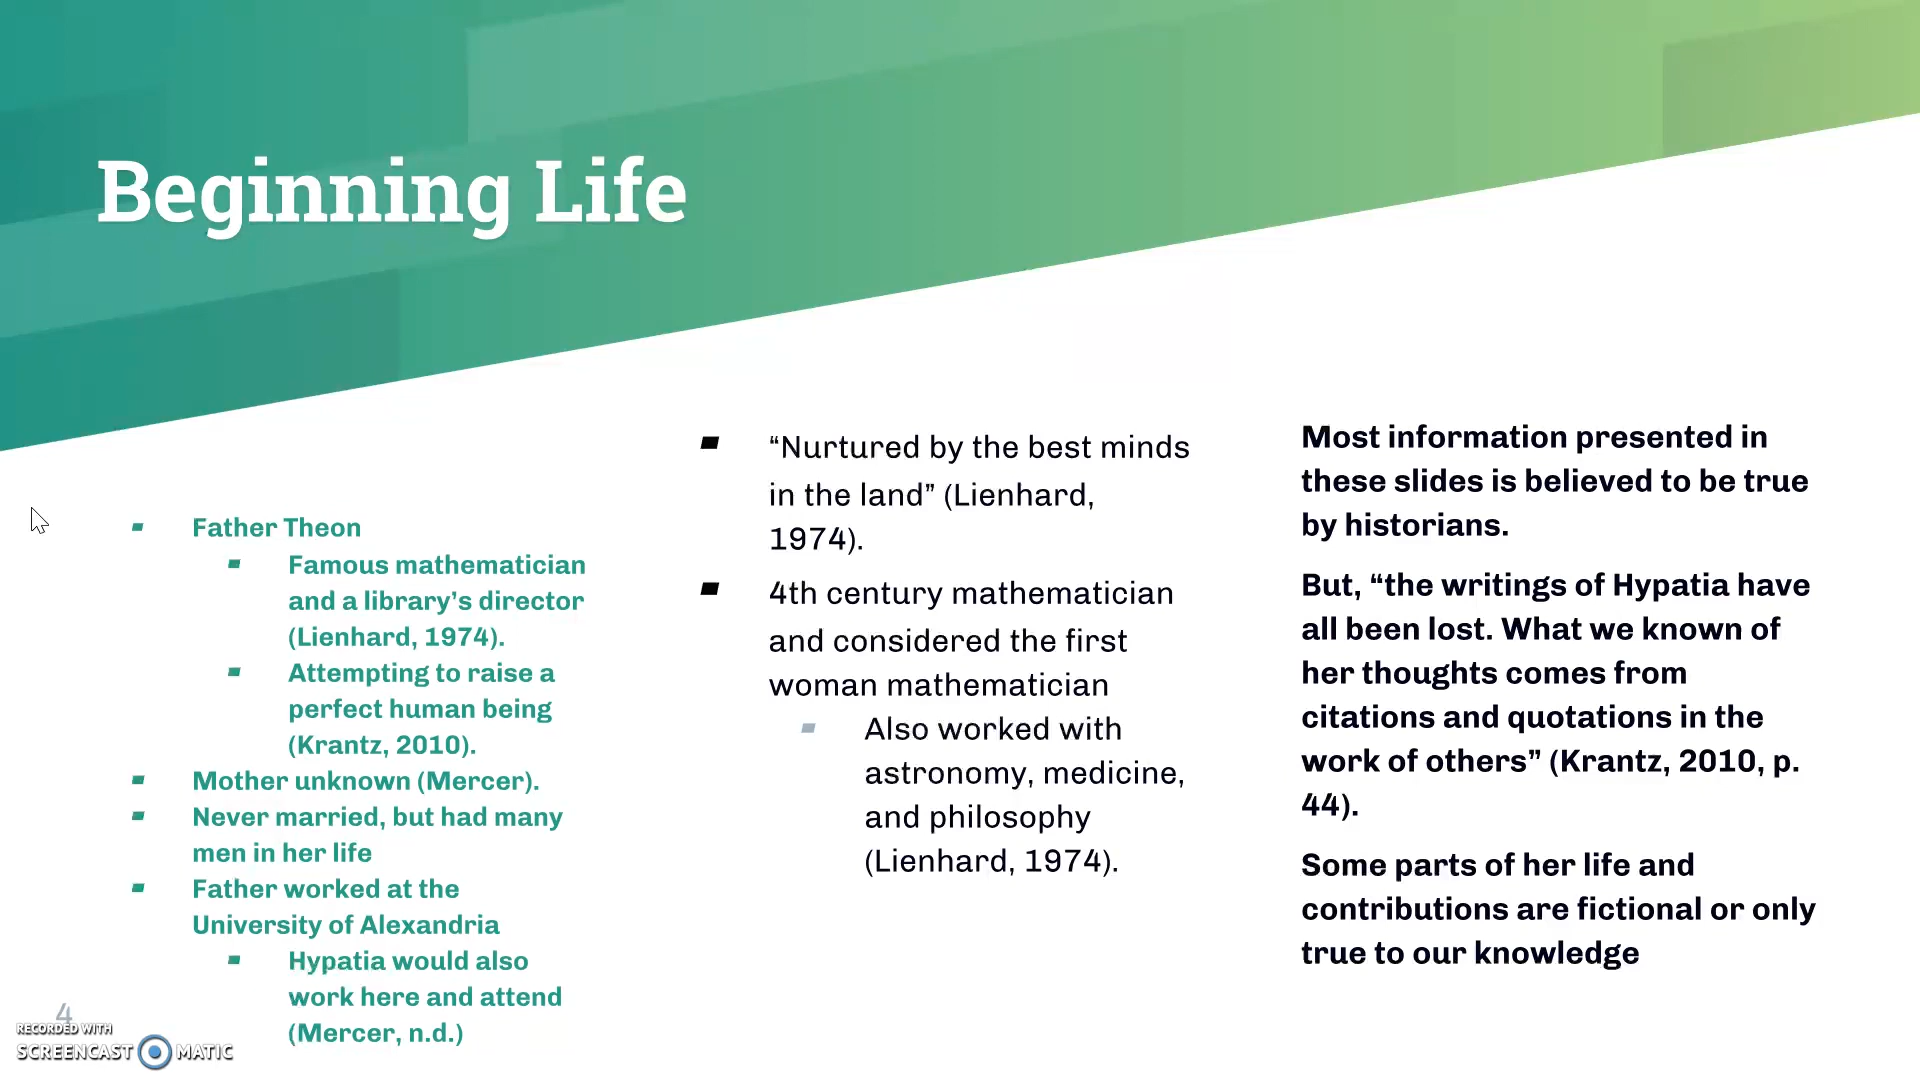 Beginning Life
Father Theon
Famous mathematician
and a library’s director
(Lienhard, 1974).
Attempting to raise a
perfect human being
(Krantz, 2010).
Mother unknown (Mercer).
Never married, but had many
men in her life
Father worked at the
University of Alexandria
Hypatia would also
work here and attend
(Mercer, n.d.)
“Nurtured by the best minds
in the land” (Lienhard,
1974).
4th century mathematician
and considered the first
woman mathematician
Also worked with
astronomy, medicine,
and philosophy
(Lienhard, 1974).
Most information presented in
these slides is believed to be true
by historians.
But, “the writings of Hypatia have
all been lost. What we known of
her thoughts comes from
citations and quotations in the
work of others” (Krantz, 2010, p.
44).
Some parts of her life and
contributions are fictional or only
true to our knowledge
4
RECORDED WITH
SCREENCAST MATIC